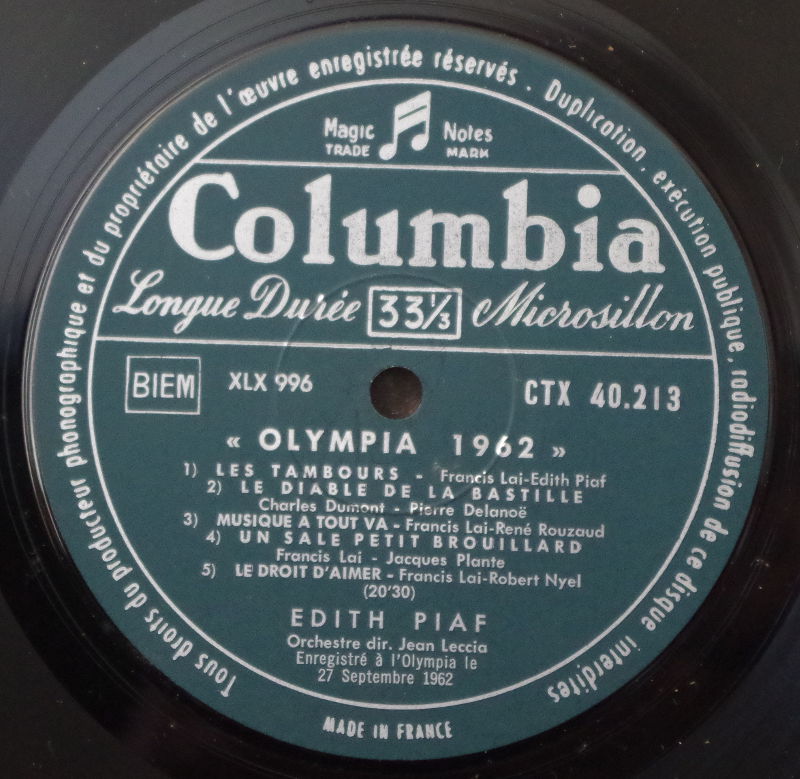 Tous droits du producteur phonographique et du propriétaire de l'œuvre enregistrée réservés. Duplication, exécution publique, radiodiffusion de ce disque interdites
Magic Notes
TRADE MARK
Columbia
Longue Durée 33⅓ Microsillon
BIEM XLX 996 CTX 40.213
« OLYMPIA 1962 »
1) LES TAMBOURS - Francis Lai-Edith Piaf
2) LE DIABLE DE LA BASTILLE
Charles Dumont - Pierre Delanoë
3) MUSIQUE A TOUT VA - Francis Lai-René Rouzaud
4) UN SALE PETIT BROUILLARD
Francis Lai - Jacques Plante
5) LE DROIT D'AIMER - Francis Lai-Robert Nyel
(20'30)
EDITH PIAF
Orchestre dir. Jean Leccia
Enregistré à l'Olympia le
27 Septembre 1962
MADE IN FRANCE